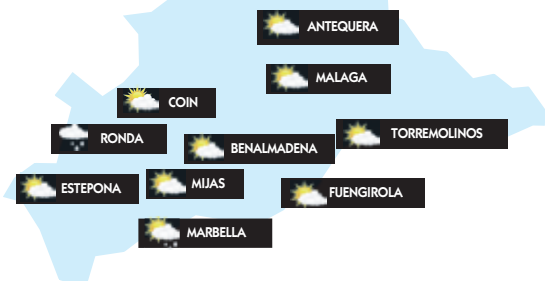 ANTEQUERA
MALAGA
COIN
TORREMOLINOS
RONDA
BENALMADENA
MIJAS
ESTEPONA
FUENGIROLA
MARBELLA